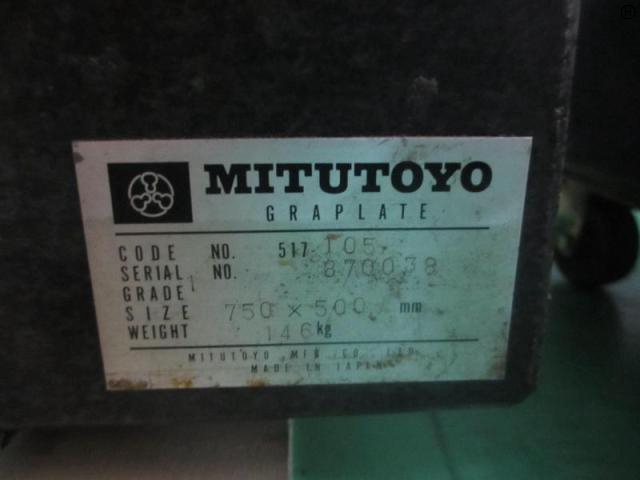 MITUTOYO
GRAPLATE
CODE NO. 517 105
SERIAL NO. 870038
GRADE 1
SIZE 750 × 500 mm
WEIGHT 146 kg
MITUTOYO MFG CO LTD
MADE IN JAPAN